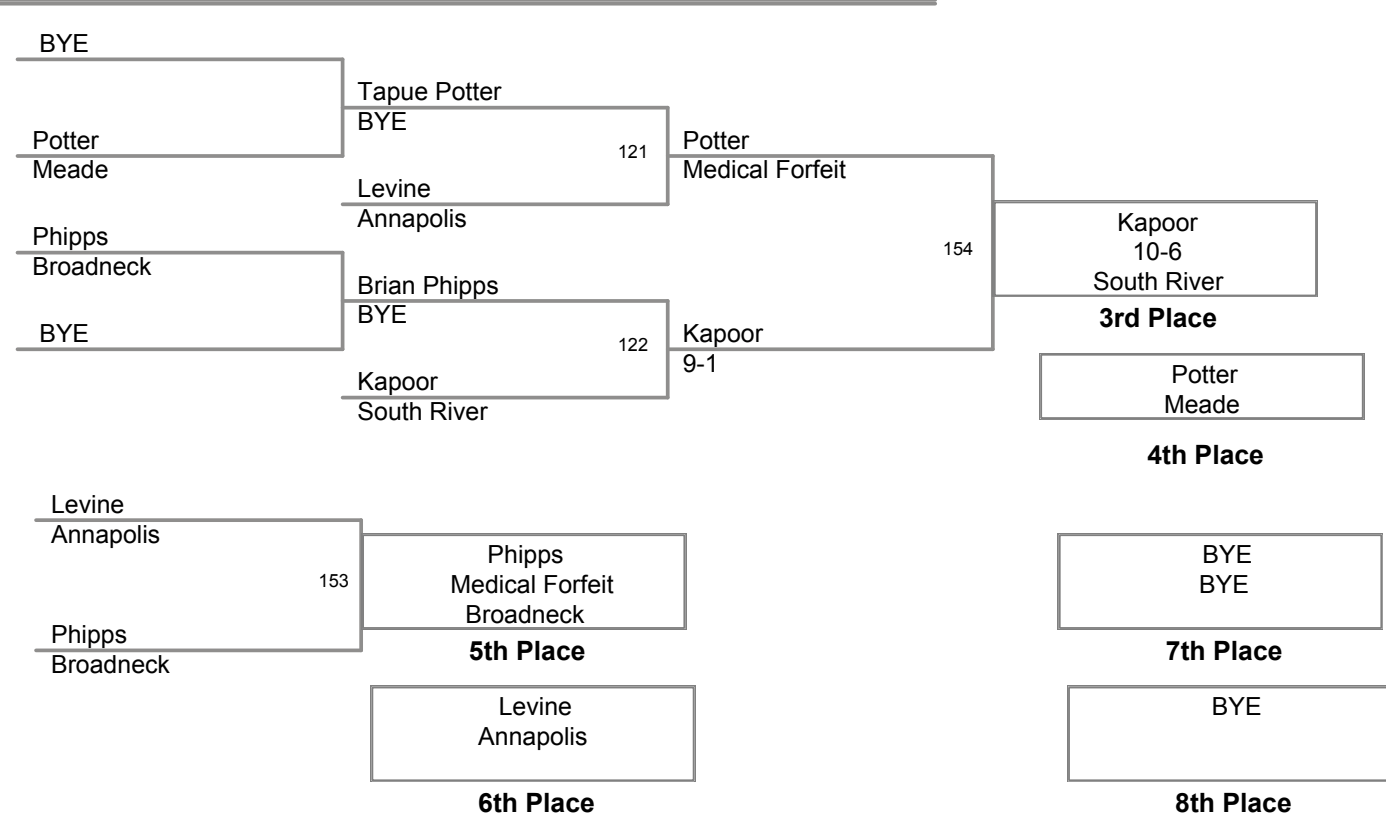 BYE
Potter
Meade
Phipps
Broadneck
BYE
Tapue Potter
BYE
121
Levine
Annapolis
Brian Phipps
BYE
122
Kapoor
South River
Potter
Medical Forfeit
154
Kapoor
9-1
Kapoor
10-6
South River
3rd Place
Potter
Meade
4th Place
Levine
Annapolis
153
Phipps
Broadneck
Phipps
Medical Forfeit
Broadneck
5th Place
Levine
Annapolis
6th Place
BYE
BYE
7th Place
BYE
8th Place